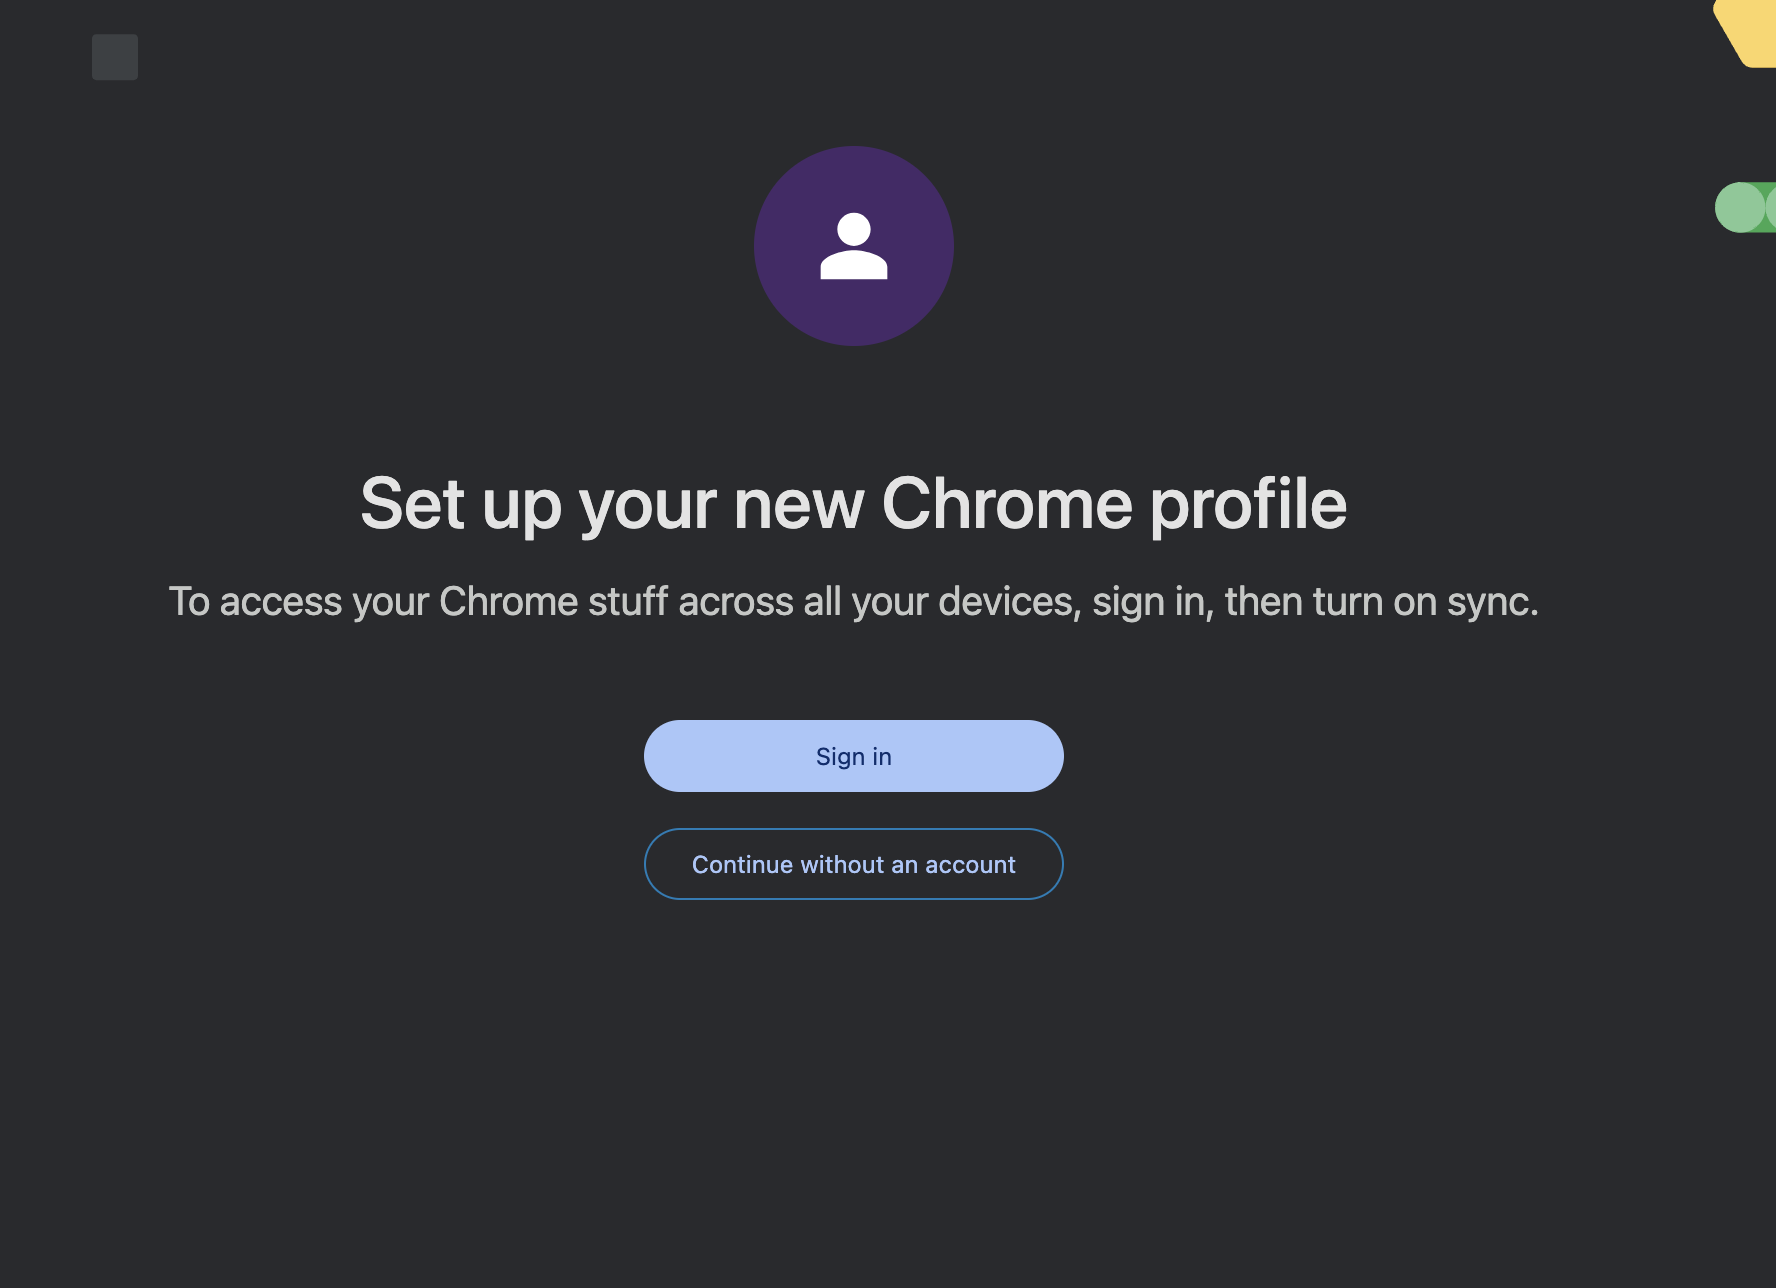 Set up your new Chrome profile
To access your Chrome stuff across all your devices, sign in, then turn on sync.
Sign in
Continue without an account